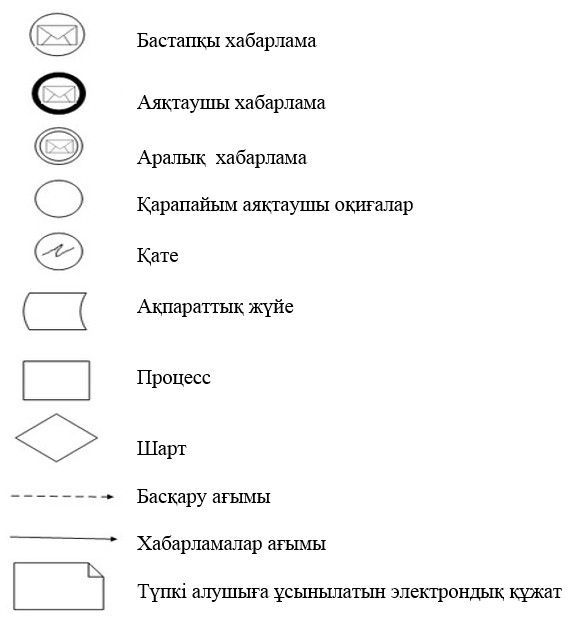 Бастапқы хабарлама
Аяқтаушы хабарлама
Аралық хабарлама
Қарапайым аяқтаушы оқиғалар
Қате
Ақпараттық жүйе
Процесс
Шарт
Басқару ағымы
Хабарламалар ағымы
Түпкі алушыға ұсынылатын электрондық құжат